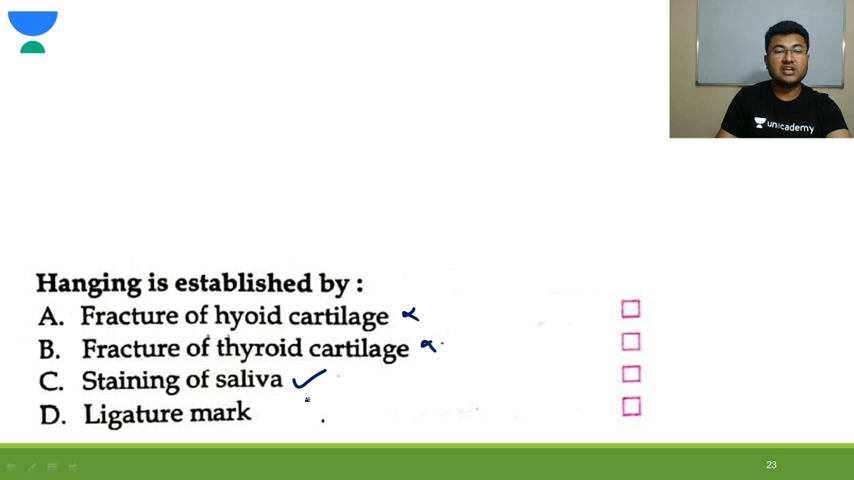 unacademy
Hanging is established by :
A. Fracture of hyoid cartilage
B. Fracture of thyroid cartilage
C. Staining of saliva
D. Ligature mark
23